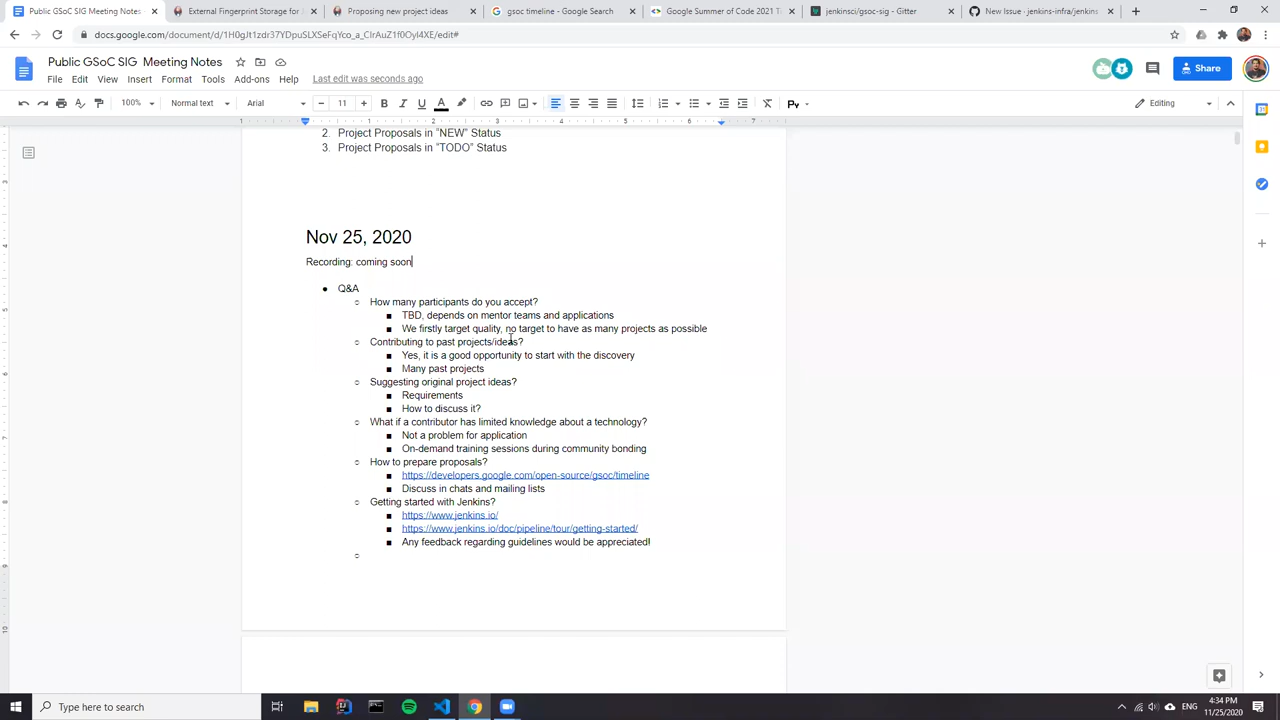 Public GSoC SIG Meeting Notes
External Fingerprint Storage for A
Proposing new project ideas
gsoc timeline - Google Search
Google Summer of Code 2021 Ti
jenkinsci/gsoc-sig - Gitter
New Issue · jenkins-infra/jenkins
Public GSoC SIG Meeting Notes
File Edit View Insert Format Tools Add-ons Help Last edit was seconds ago
Share
100% Normal text Arial 11 Editing
2. Project Proposals in "NEW" Status
3. Project Proposals in "TODO" Status
Nov 25, 2020
Recording: coming soon
Q&A
How many participants do you accept?
TBD, depends on mentor teams and applications
We firstly target quality, no target to have as many projects as possible
Contributing to past projects/ideas?
Yes, it is a good opportunity to start with the discovery
Many past projects
Suggesting original project ideas?
Requirements
How to discuss it?
What if a contributor has limited knowledge about a technology?
Not a problem for application
On-demand training sessions during community bonding
How to prepare proposals?
https://developers.google.com/open-source/gsoc/timeline
Discuss in chats and mailing lists
Getting started with Jenkins?
https://www.jenkins.io/
https://www.jenkins.io/doc/pipeline/tour/getting-started/
Any feedback regarding guidelines would be appreciated!
Type here to search
ENG
4:34 PM
11/25/2020